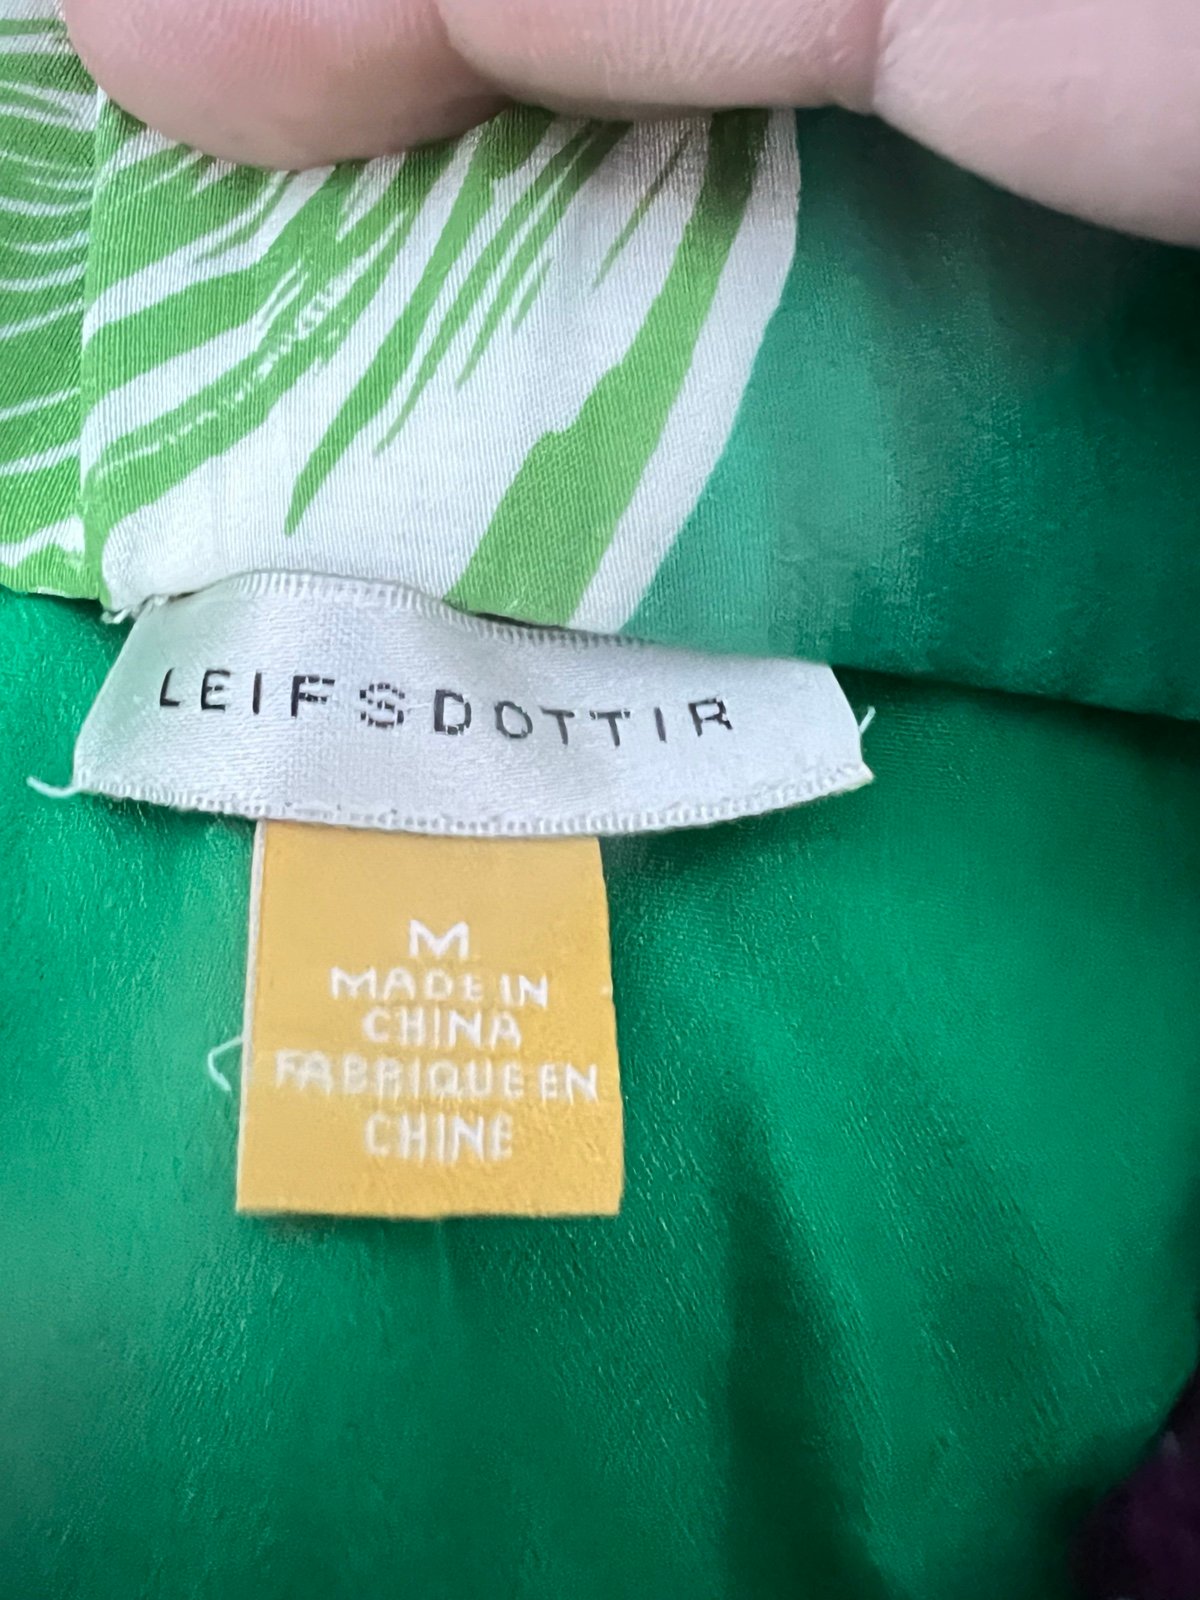 LEIFSDOTTIR
M
MADE IN
CHINA
FABRIQUE EN
CHINE